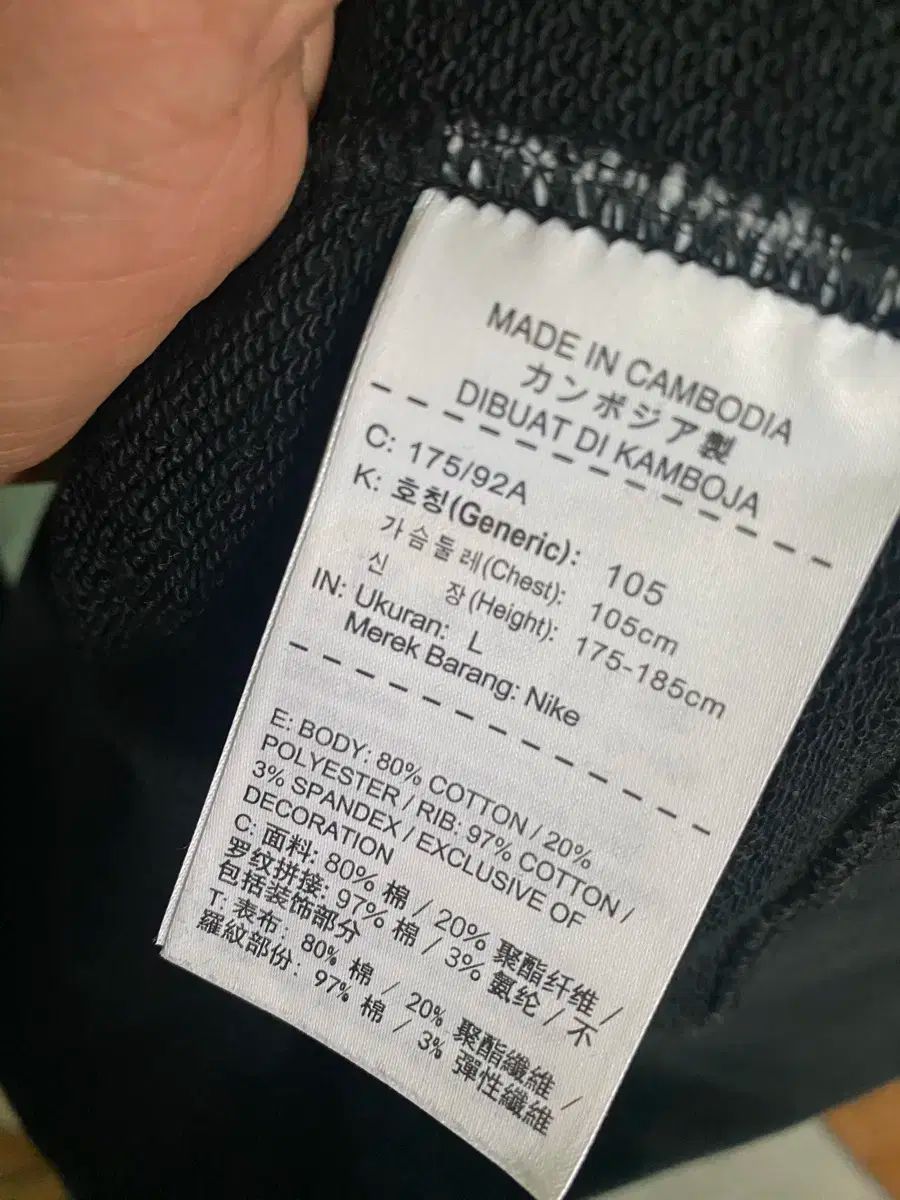 MADE IN CAMBODIA
カンボジア製
DIBUAT DI KAMBOJA
C: 175/92A
K: 호칭(Generic): 105
가슴둘레(Chest): 105cm
신 장(Height): 175-185cm
IN: Ukuran: L
Merek Barang: Nike
E: BODY: 80% COTTON / 20%
POLYESTER / RIB: 97% COTTON /
3% SPANDEX / EXCLUSIVE OF
DECORATION
C: 面料: 80% 棉 / 20% 聚酯纤维 /
罗纹拼接: 97% 棉 / 3% 氨纶 / 不
包括装饰部分
T: 表布: 80% 棉 / 20% 聚酯纖維 /
羅紋部份: 97% 棉 / 3% 彈性纖維